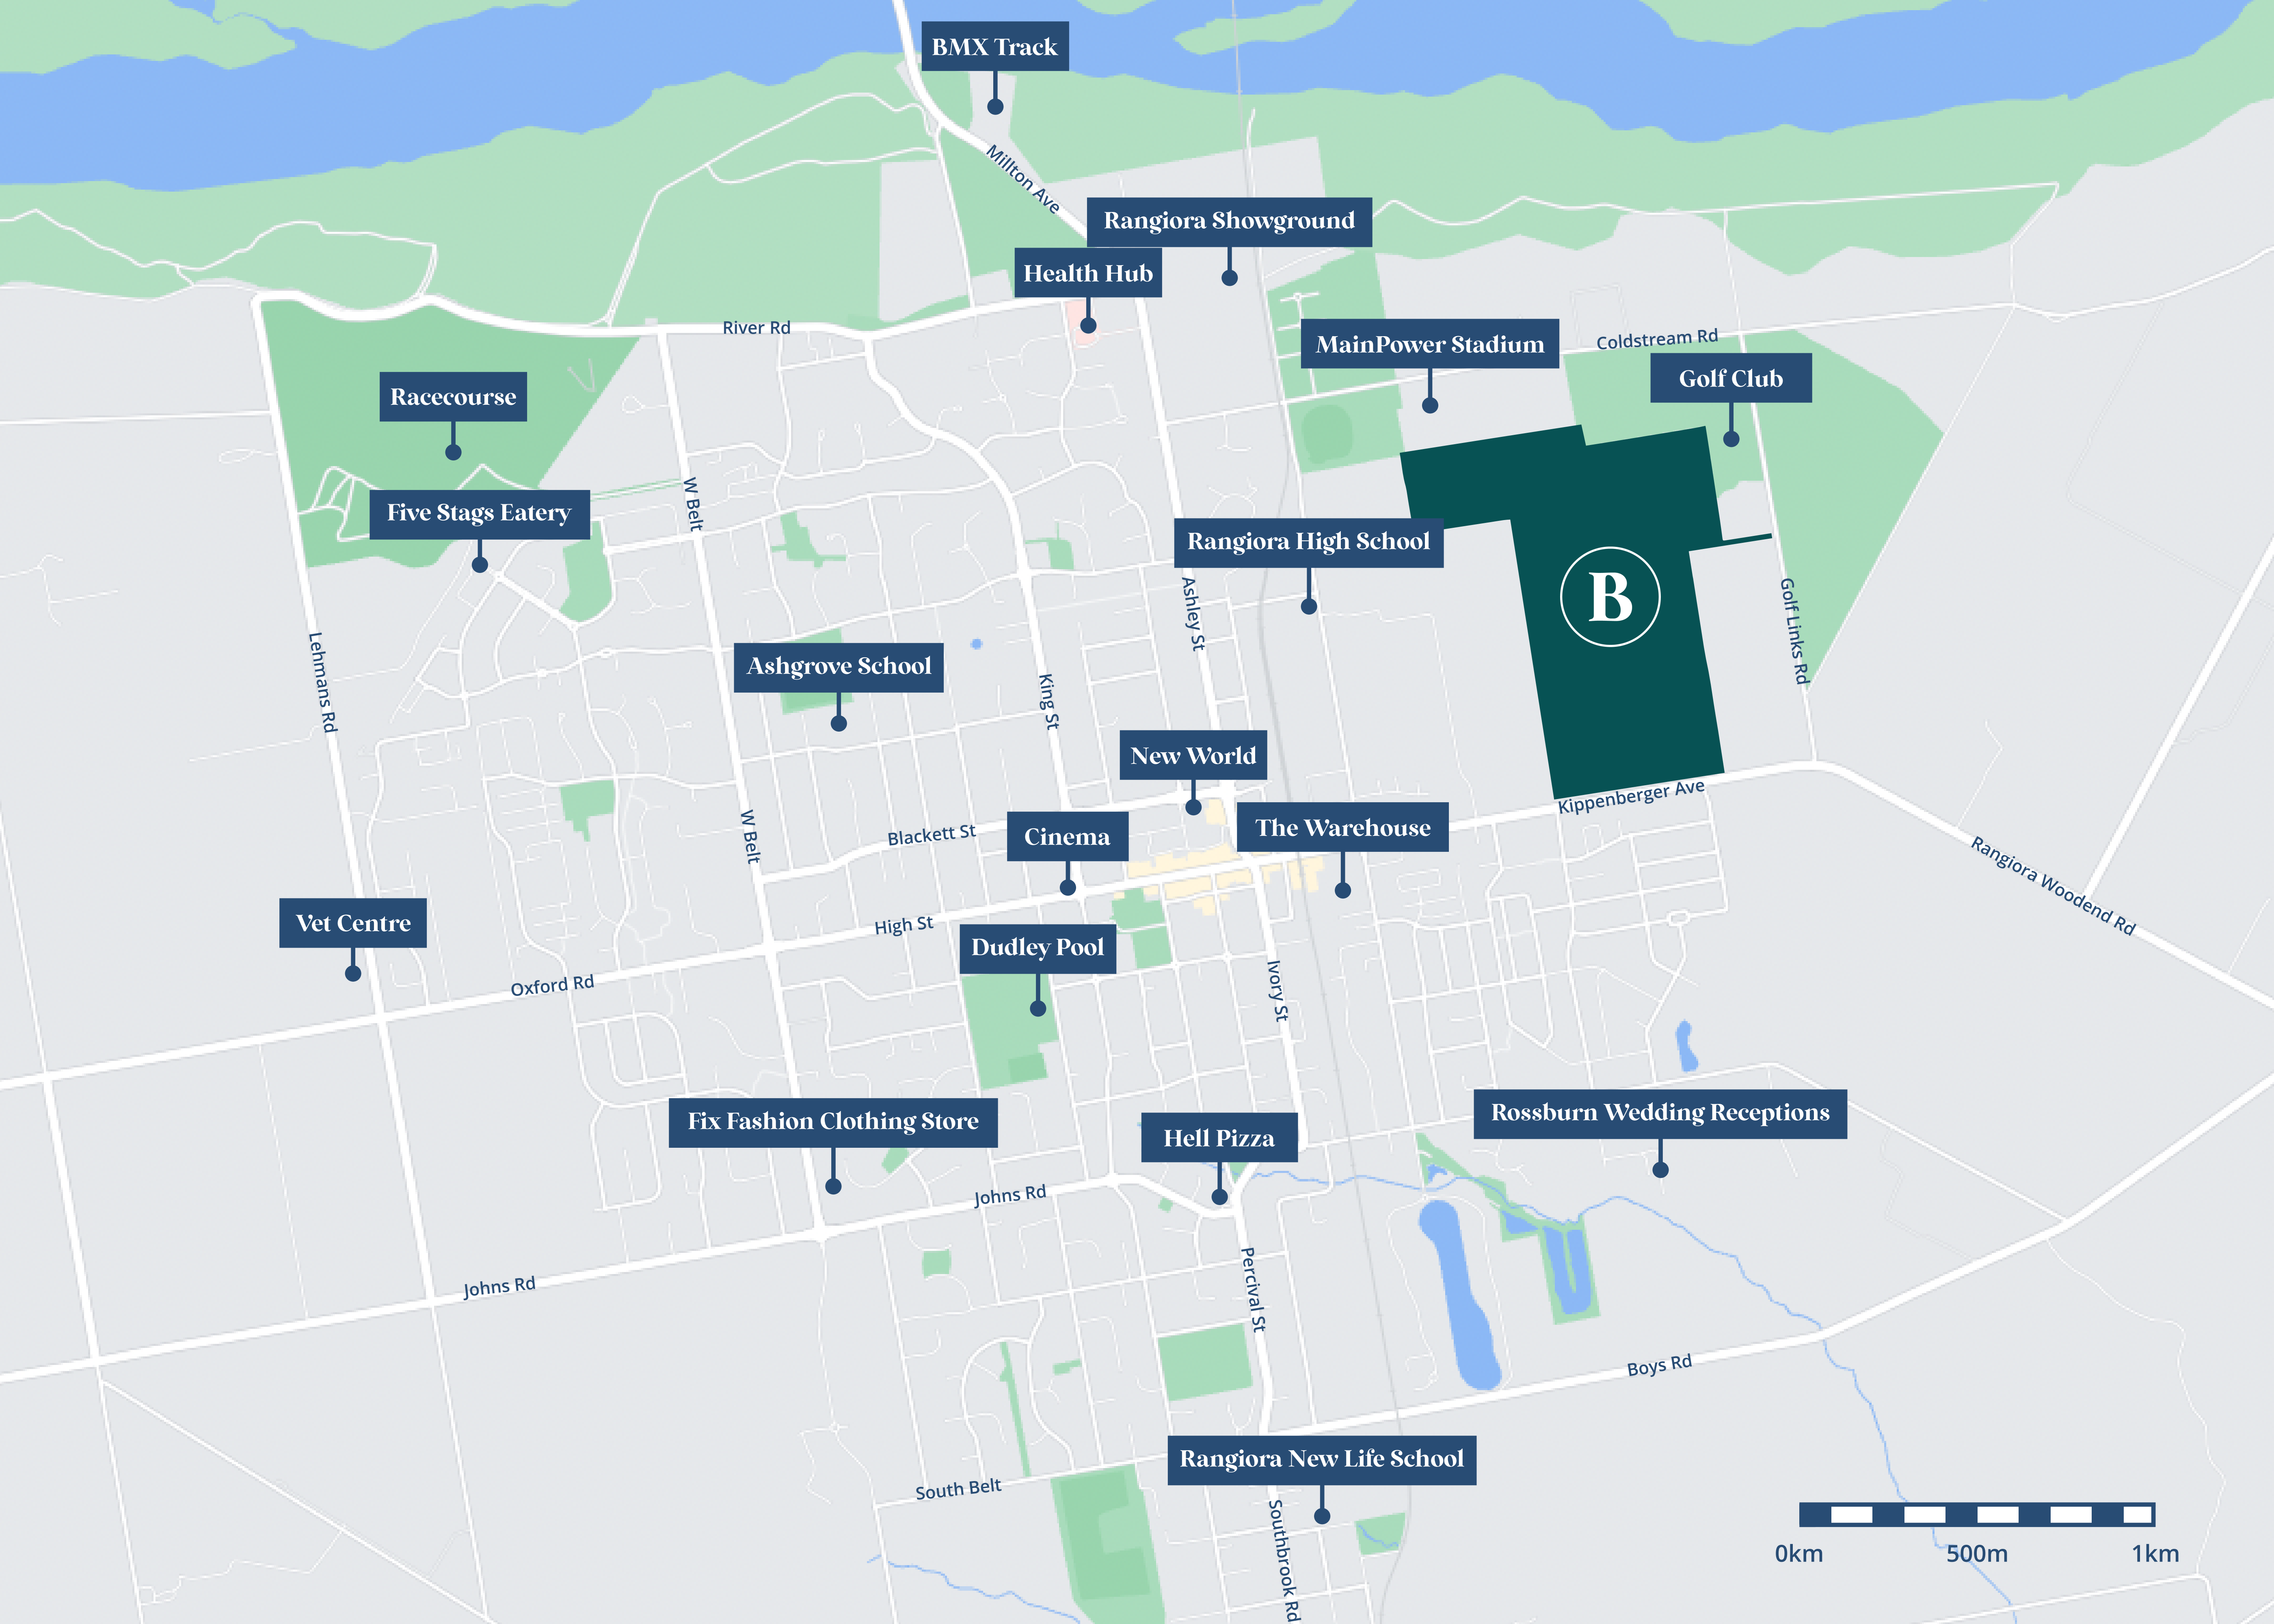 BMX Track
Millton Ave
Rangiora Showground
Health Hub
River Rd
Coldstream Rd
MainPower Stadium
Golf Club
Racecourse
W Belt
Five Stags Eatery
Rangiora High School
B
Ashley St
Golf Links Rd
Lehmans Rd
Ashgrove School
King St
New World
Kippenberger Ave
W Belt
Blackett St
Cinema
The Warehouse
Rangiora Woodend Rd
Vet Centre
High St
Dudley Pool
Oxford Rd
Ivory St
Fix Fashion Clothing Store
Hell Pizza
Rossburn Wedding Receptions
Johns Rd
Johns Rd
Percival St
Boys Rd
Rangiora New Life School
South Belt
Southbrook Rd
0km 500m 1km